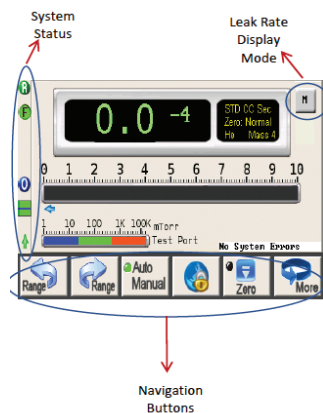 System
Status
Leak Rate
Display
Mode
R
F
M
0.0 -4
STD CC Sec
Zero: Normal
He Mass 4
0 1 2 3 4 5 6 7 8 9 10
O
1 10 100 1K 100K mTorr
Test Port
No System Errors
Range
Range
Auto
Manual
Zero
More
Navigation
Buttons